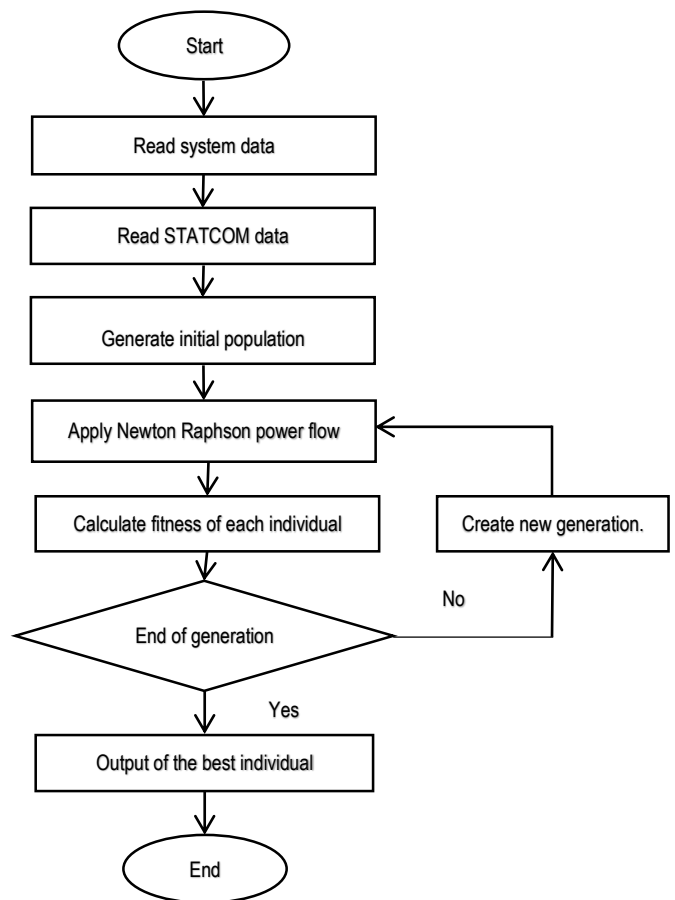 Start
Read system data
Read STATCOM data
Generate initial population
Apply Newton Raphson power flow
Calculate fitness of each individual
Create new generation.
No
End of generation
Yes
Output of the best individual
End